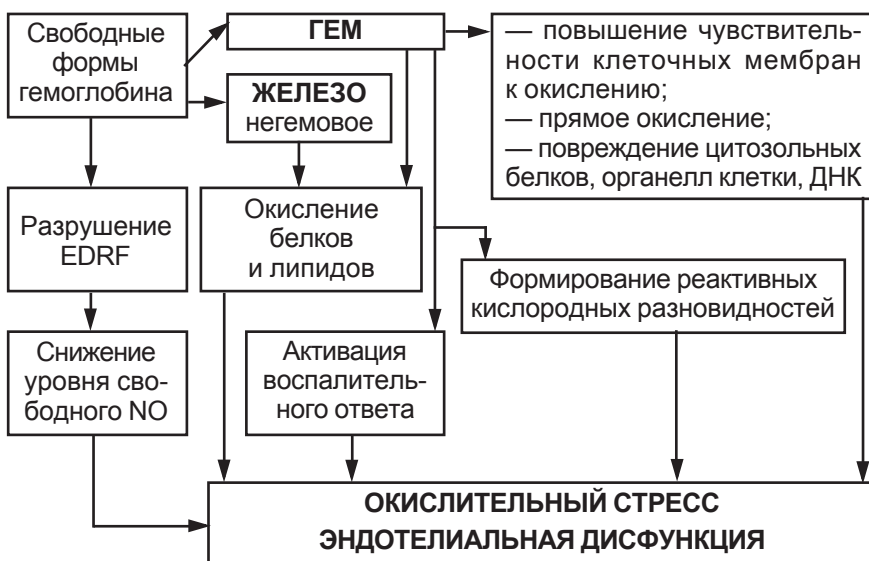 Свободные
формы
гемоглобина
ГЕМ
— повышение чувствитель-
ности клеточных мембран
к окислению;
— прямое окисление;
— повреждение цитозольных
белков, органелл клетки, ДНК
ЖЕЛЕЗО
негемовое
Разрушение
EDRF
Окисление
белков
и липидов
Формирование реактивных
кислородных разновидностей
Снижение
уровня сво-
бодного NO
Активация
воспалитель-
ного ответа
ОКИСЛИТЕЛЬНЫЙ СТРЕСС
ЭНДОТЕЛИАЛЬНАЯ ДИСФУНКЦИЯ